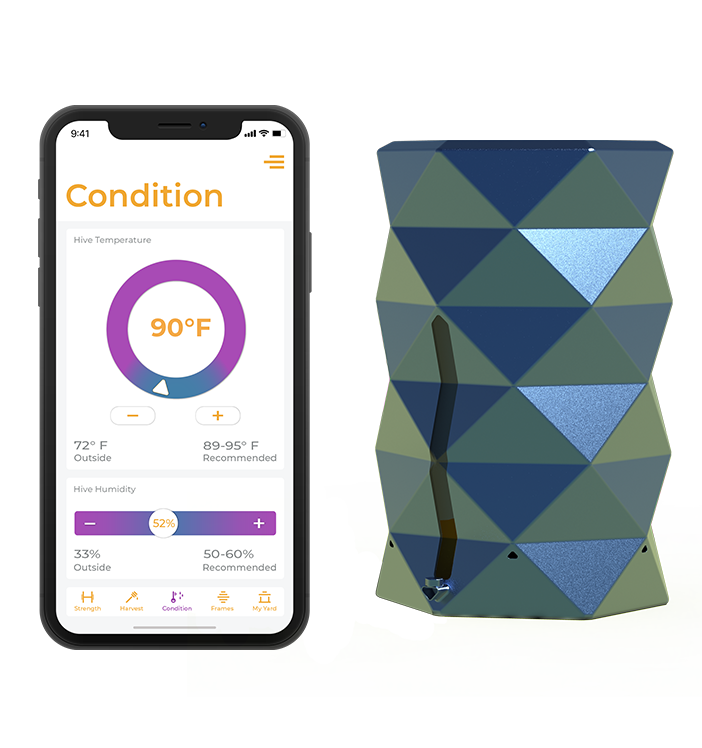 9:41
Condition
Hive Temperature
90°F
− +
72° F 89-95° F
Outside Recommended
Hive Humidity
− 52% +
33% 50-60%
Outside Recommended
Strength Harvest Condition Frames My Yard